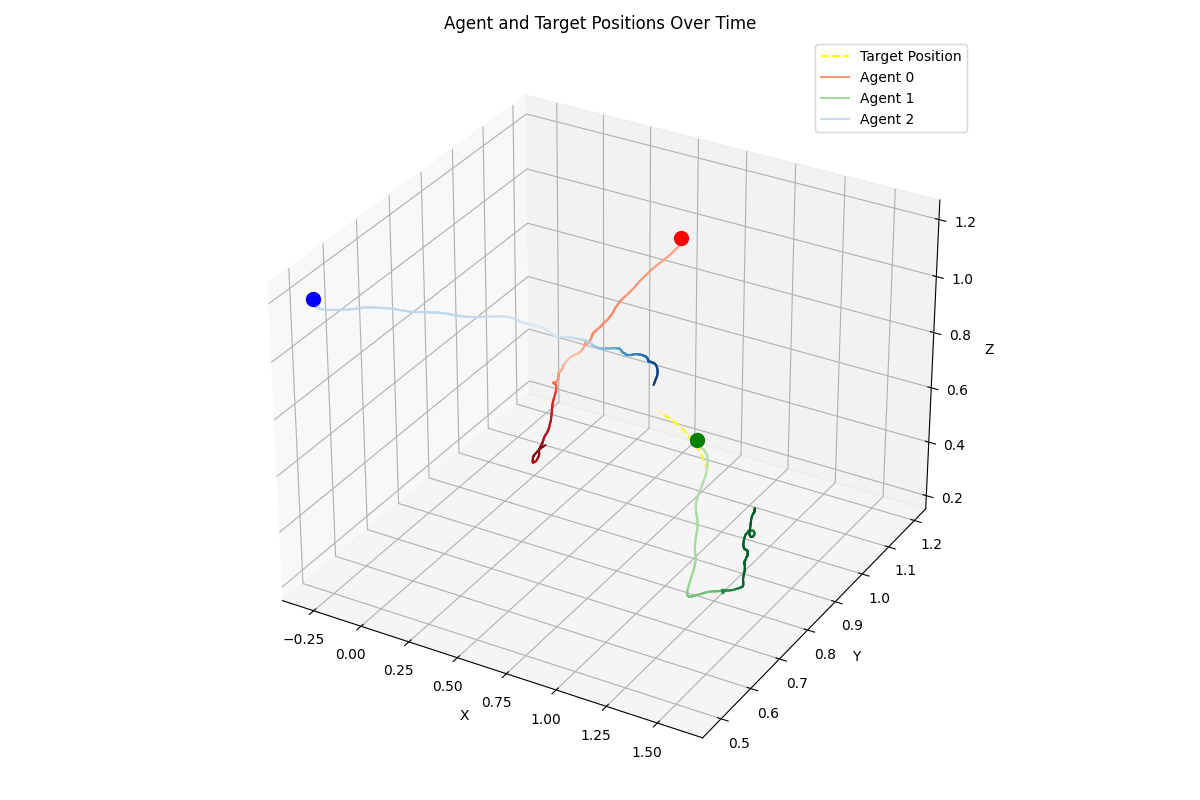 Agent and Target Positions Over Time
Target Position
Agent 0
Agent 1
Agent 2
1.2
1.0
Z
0.8
0.6
0.4
0.2
1.2
1.1
1.0
0.9
0.8
Y
0.7
0.6
0.5
−0.25
0.00
0.25
0.50
0.75
X
1.00
1.25
1.50